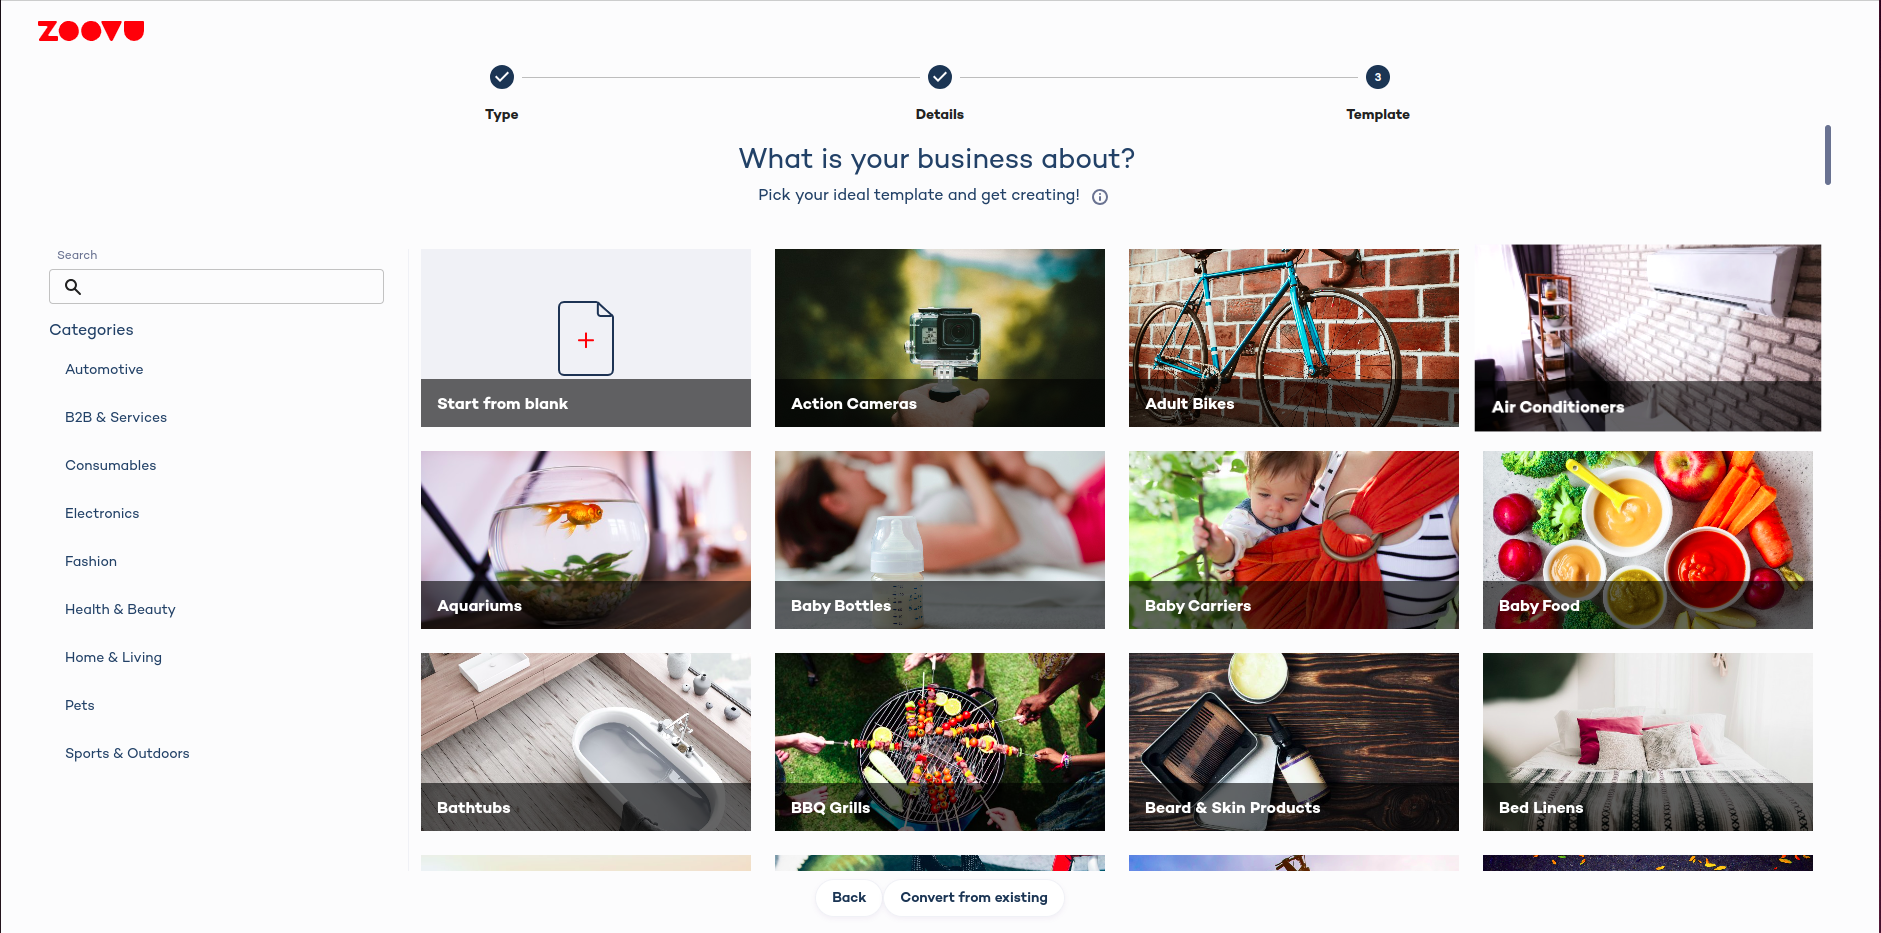 ZOOVU
3
Type
Details
Template
What is your business about?
Pick your ideal template and get creating!
Search
Categories
Automotive
B2B & Services
Consumables
Electronics
Fashion
Health & Beauty
Home & Living
Pets
Sports & Outdoors
Start from blank
Action Cameras
Adult Bikes
Air Conditioners
Aquariums
Baby Bottles
Baby Carriers
Baby Food
Bathtubs
BBQ Grills
Beard & Skin Products
Bed Linens
Back
Convert from existing